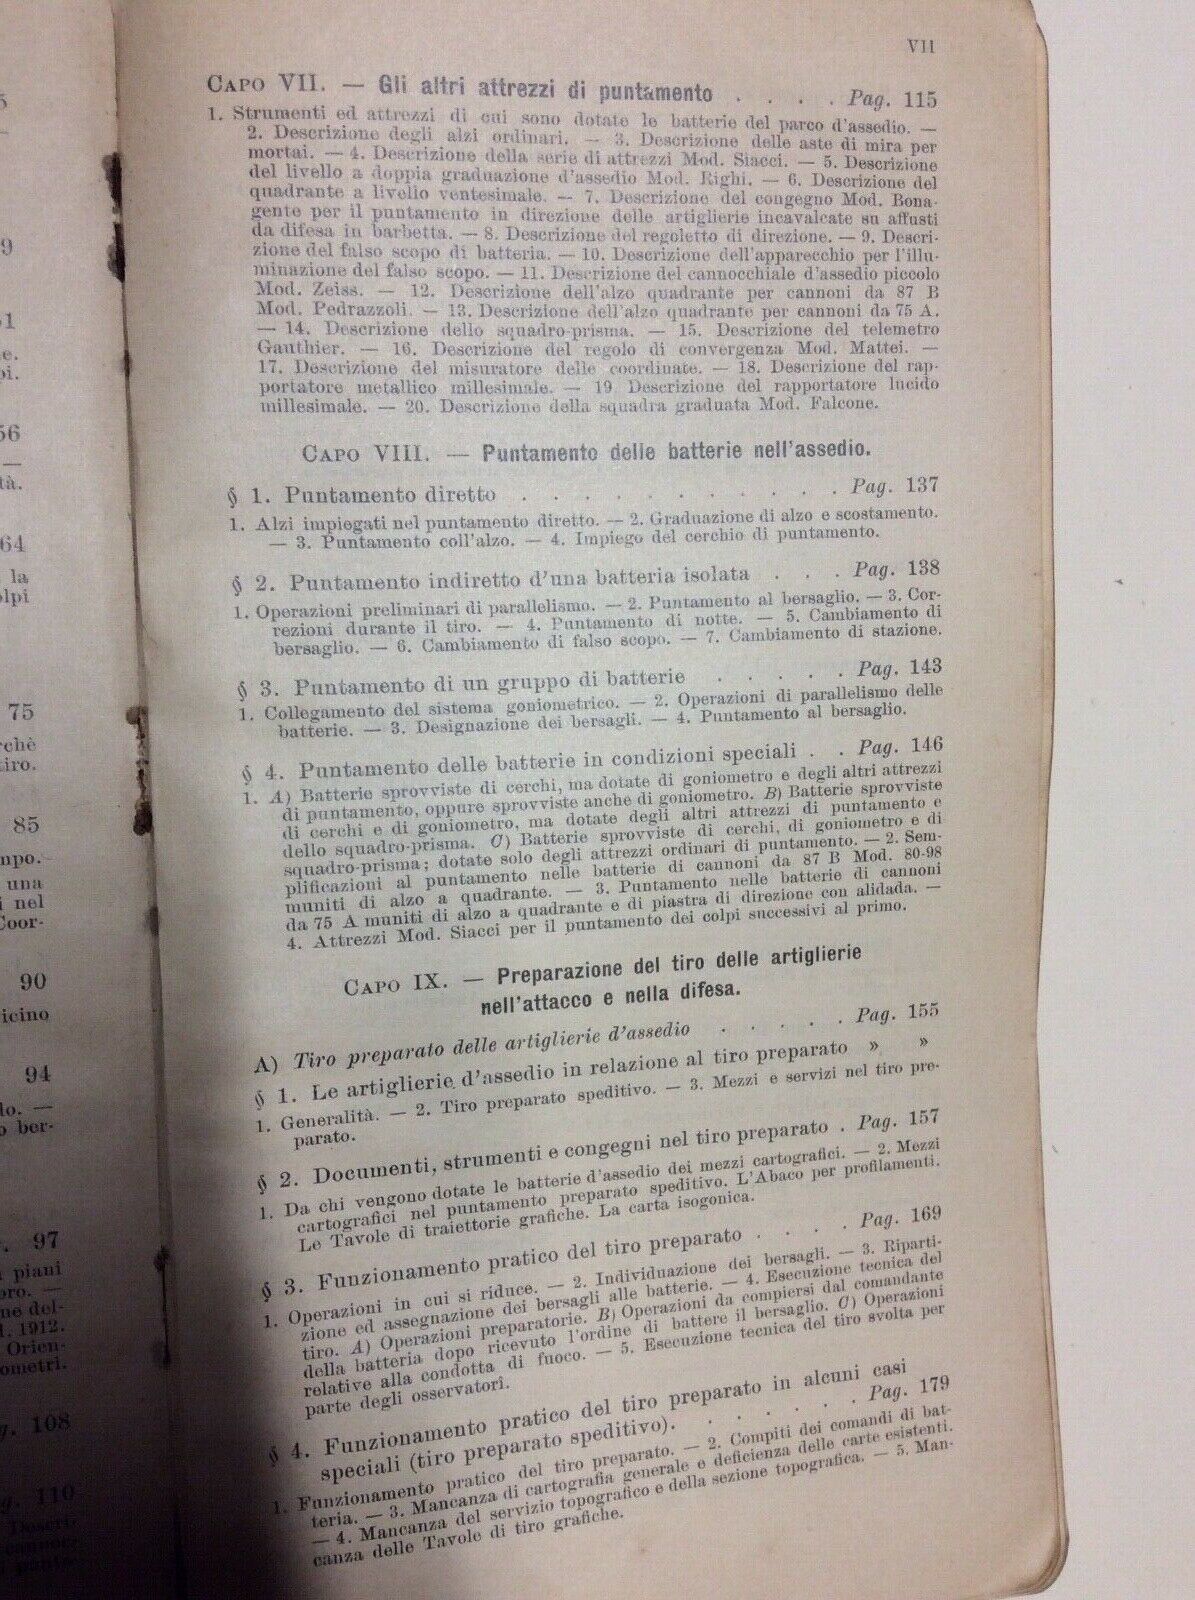 VII
CAPO VII. — Gli altri attrezzi di puntamento . . . . Pag. 115
1. Strumenti ed attrezzi di cui sono dotate le batterie del parco d'assedio. —
2. Descrizione degli alzi ordinari. — 3. Descrizione delle aste di mira per
mortai. — 4. Descrizione della serie di attrezzi Mod. Siacci. — 5. Descrizione
del livello a doppia graduazione d'assedio Mod. Righi. — 6. Descrizione del
quadrante a livello ventesimale. — 7. Descrizione del congegno Mod. Bona-
gente per il puntamento in direzione delle artiglierie incavalcate su affusti
da difesa in barbetta. — 8. Descrizione del regoletto di direzione. — 9. Descri-
zione del falso scopo di batteria. — 10. Descrizione dell'apparecchio per l'illu-
minazione del falso scopo. — 11. Descrizione del cannocchiale d'assedio piccolo
Mod. Zeiss. — 12. Descrizione dell'alzo quadrante per cannoni da 87 B
Mod. Pedrazzoli. — 13. Descrizione dell'alzo quadrante per cannoni da 75 A.
— 14. Descrizione dello squadro-prisma. — 15. Descrizione del telemetro
Gauthier. — 16. Descrizione del regolo di convergenza Mod. Mattei. —
17. Descrizione del misuratore delle coordinate. — 18. Descrizione del rap-
portatore metallico millesimale. — 19. Descrizione del rapportatore lucido
millesimale. — 20. Descrizione della squadra graduata Mod. Falcone.
CAPO VIII. — Puntamento delle batterie nell'assedio.
§ 1. Puntamento diretto . . . . . . . . . . . Pag. 137
1. Alzi impiegati nel puntamento diretto. — 2. Graduazione di alzo e scostamento.
— 3. Puntamento coll'alzo. — 4. Impiego del cerchio di puntamento.
§ 2. Puntamento indiretto d'una batteria isolata . . . Pag. 138
1. Operazioni preliminari di parallelismo. — 2. Puntamento al bersaglio. — 3. Cor-
rezioni durante il tiro. — 4. Puntamento di notte. — 5. Cambiamento di
bersaglio. — 6. Cambiamento di falso scopo. — 7. Cambiamento di stazione.
§ 3. Puntamento di un gruppo di batterie . . . . . Pag. 143
1. Collegamento del sistema goniometrico. — 2. Operazioni di parallelismo delle
batterie. — 3. Designazione dei bersagli. — 4. Puntamento al bersaglio.
§ 4. Puntamento delle batterie in condizioni speciali . . Pag. 146
1. A) Batterie sprovviste di cerchi, ma dotate di goniometro e degli altri attrezzi
di puntamento, oppure sprovviste anche di goniometro. B) Batterie sprovviste
di cerchi e di goniometro, ma dotate degli altri attrezzi di puntamento e
dello squadro-prisma. C) Batterie sprovviste di cerchi, di goniometro e di
squadro-prisma; dotate solo degli attrezzi ordinari di puntamento. — 2. Sem-
plificazioni al puntamento nelle batterie di cannoni da 87 B Mod. 80-98
muniti di alzo a quadrante. — 3. Puntamento nelle batterie di cannoni
da 75 A muniti di alzo a quadrante e di piastra di direzione con alidada. —
4. Attrezzi Mod. Siacci per il puntamento dei colpi successivi al primo.
CAPO IX. — Preparazione del tiro delle artiglierie
nell'attacco e nella difesa.
A) Tiro preparato delle artiglierie d'assedio . . . . . Pag. 155
§ 1. Le artiglierie d'assedio in relazione al tiro preparato » »
1. Generalità. — 2. Tiro preparato speditivo. — 3. Mezzi e servizi nel tiro pre-
parato.
§ 2. Documenti, strumenti e congegni nel tiro preparato . Pag. 157
1. Da chi vengono dotate le batterie d'assedio dei mezzi cartografici. — 2. Mezzi
cartografici nel puntamento preparato speditivo. L'Abaco per profilamenti.
Le Tavole di traiettorie grafiche. La carta isogonica.
§ 3. Funzionamento pratico del tiro preparato . . . . Pag. 169
1. Operazioni in cui si riduce. — 2. Individuazione dei bersagli. — 3. Riparti-
zione ed assegnazione dei bersagli alle batterie. — 4. Esecuzione tecnica del
tiro. A) Operazioni preparatorie. B) Operazioni da compiersi dal comandante
della batteria dopo ricevuto l'ordine di battere il bersaglio. C) Operazioni
relative alla condotta di fuoco. — 5. Esecuzione tecnica del tiro svolta per
parte degli osservatori.
§ 4. Funzionamento pratico del tiro preparato in alcuni casi
speciali (tiro preparato speditivo). . . . . . . Pag. 179
1. Funzionamento pratico del tiro preparato. — 2. Compiti dei comandi di bat-
teria. — 3. Mancanza di cartografia generale e deficienza delle carte esistenti.
— 4. Mancanza del servizio topografico e della sezione topografica. — 5. Man-
canza delle Tavole di tiro grafiche.